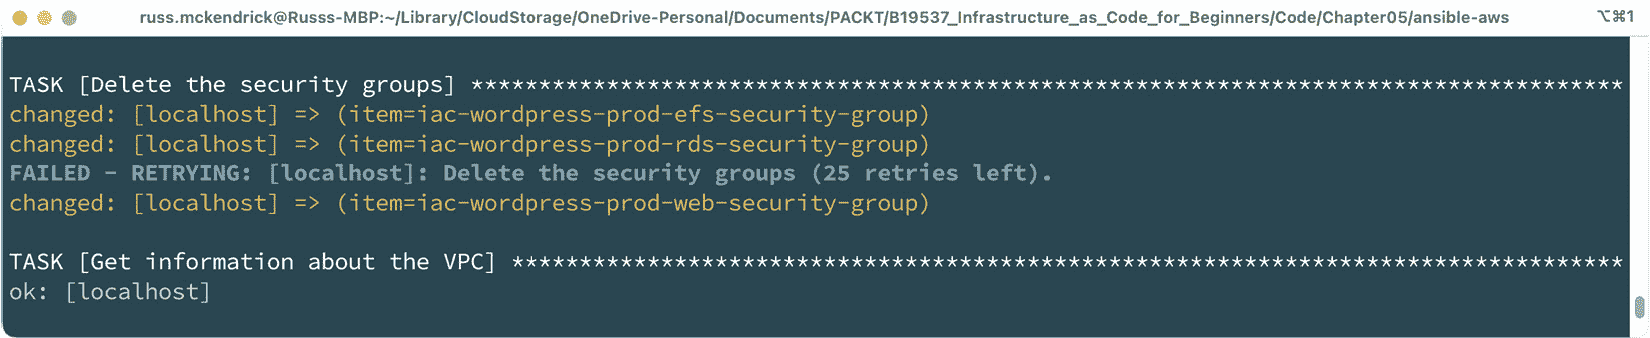 russ.mckendrick@Russs-MBP:~/Library/CloudStorage/OneDrive-Personal/Documents/PACKT/B19537_Infrastructure_as_Code_for_Beginners/Code/Chapter05/ansible-aws ⌥⌘1
TASK [Delete the security groups] *************************************************************************************
changed: [localhost] => (item=iac-wordpress-prod-efs-security-group)
changed: [localhost] => (item=iac-wordpress-prod-rds-security-group)
FAILED - RETRYING: [localhost]: Delete the security groups (25 retries left).
changed: [localhost] => (item=iac-wordpress-prod-web-security-group)
TASK [Get information about the VPC] **********************************************************************************
ok: [localhost]